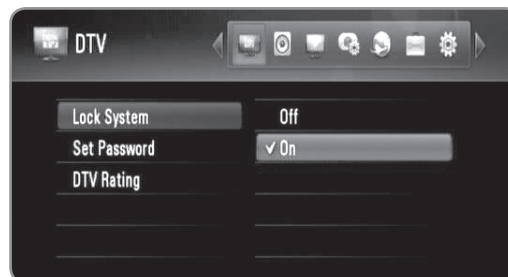 DTV
Lock System
Off
Set Password
✓ On
DTV Rating